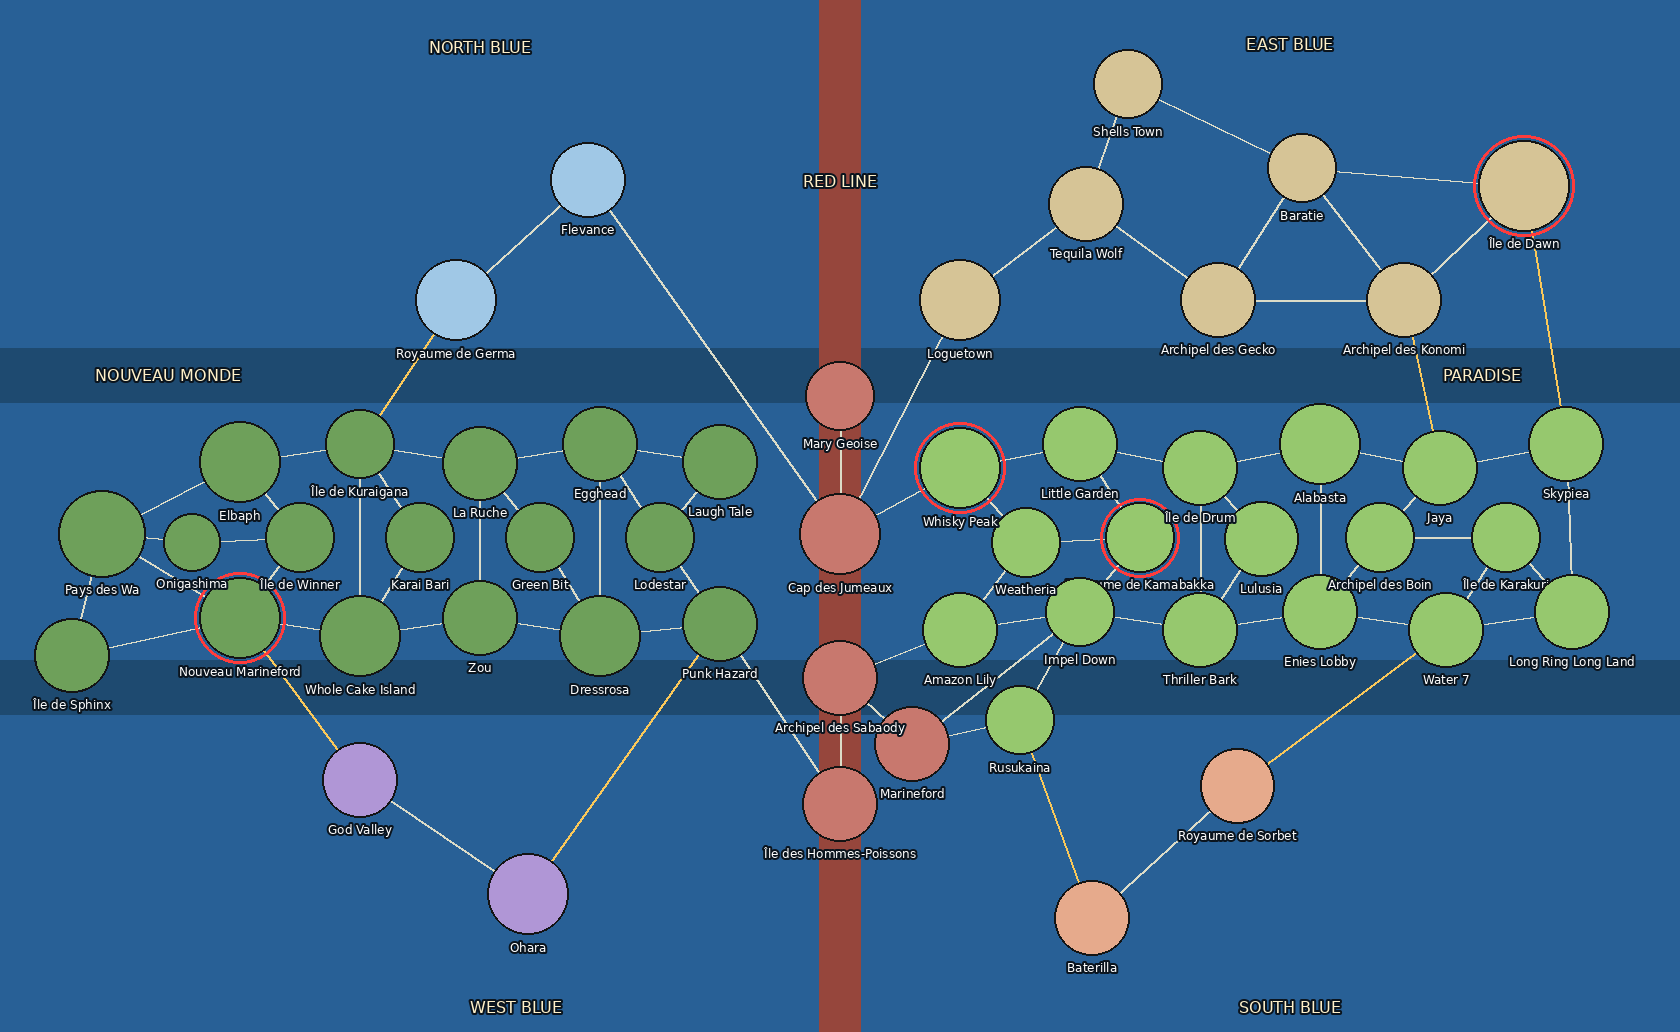 NORTH BLUE
EAST BLUE
Shells Town
RED LINE
Baratie
Flevance
Île de Dawn
Tequila Wolf
Royaume de Germa
Loguetown
Archipel des Gecko
Archipel des Konomi
NOUVEAU MONDE
PARADISE
Mary Geoise
Île de Kuraigana
Egghead
Little Garden
Alabasta
Skypiea
Elbaph
La Ruche
Laugh Tale
Whisky Peak
Île de Drum
Jaya
Pays des Wa
Onigashima
Île de Winner
Karai Bari
Green Bit
Lodestar
Cap des Jumeaux
Weatheria
me de Kamabakka
Lulusia
Archipel des Boin
Île de Karakuri
Nouveau Marineford
Zou
Punk Hazard
Impel Down
Enies Lobby
Long Ring Long Land
Île de Sphinx
Whole Cake Island
Dressrosa
Amazon Lily
Thriller Bark
Water 7
Archipel des Sabaody
Rusukaina
Marineford
God Valley
Royaume de Sorbet
Île des Hommes-Poissons
Ohara
Baterilla
WEST BLUE
SOUTH BLUE